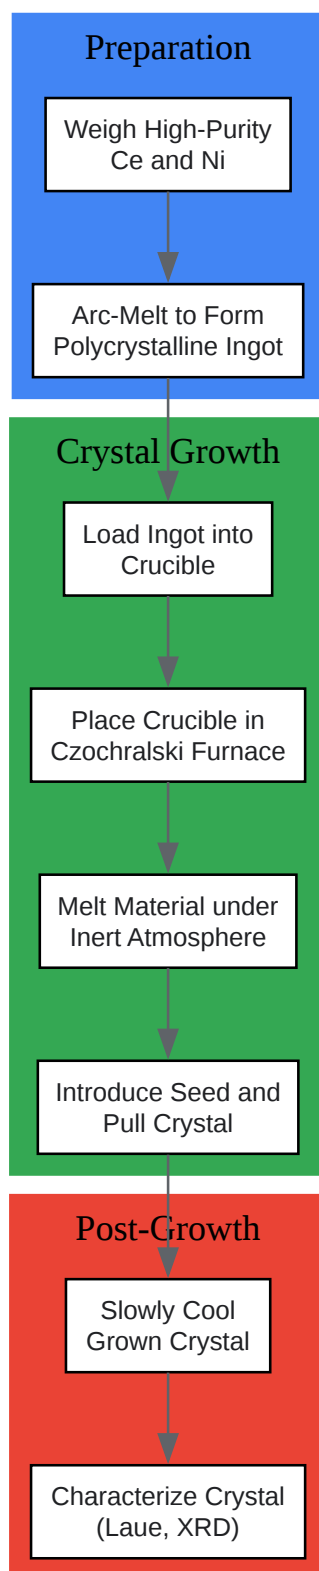 Preparation
Weigh High-Purity
Ce and Ni
Arc-Melt to Form
Polycrystalline Ingot
Crystal Growth
Load Ingot into
Crucible
Place Crucible in
Czochralski Furnace
Melt Material under
Inert Atmosphere
Introduce Seed and
Pull Crystal
Post-Growth
Slowly Cool
Grown Crystal
Characterize Crystal
(Laue, XRD)